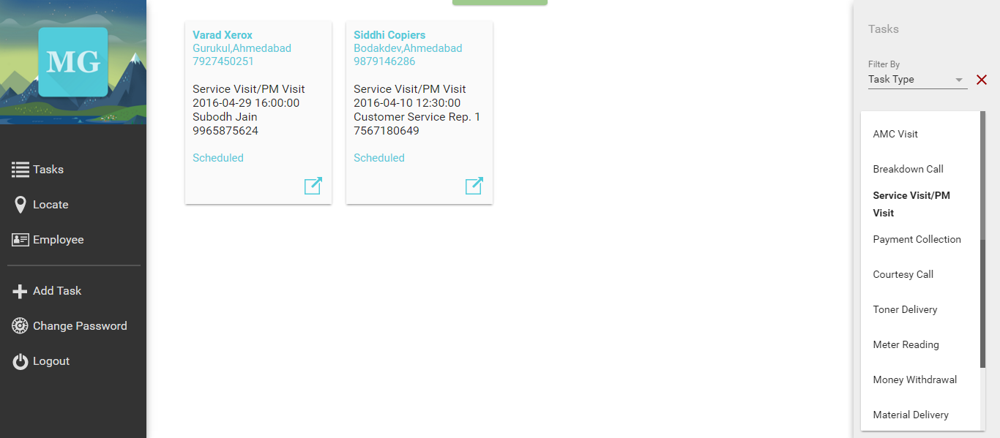 MG
Tasks
Locate
Employee
Add Task
Change Password
Logout
Varad Xerox
Gurukul,Ahmedabad
7927450251
Service Visit/PM Visit
2016-04-29 16:00:00
Subodh Jain
9965875624
Scheduled
Siddhi Copiers
Bodakdev,Ahmedabad
9879146286
Service Visit/PM Visit
2016-04-10 12:30:00
Customer Service Rep. 1
7567180649
Scheduled
Tasks
Filter By
Task Type
AMC Visit
Breakdown Call
Service Visit/PM
Visit
Payment Collection
Courtesy Call
Toner Delivery
Meter Reading
Money Withdrawal
Material Delivery